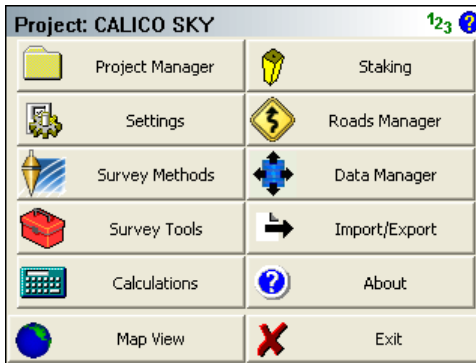 Project: CALICO SKY 123 ?
Project Manager Staking
Settings Roads Manager
Survey Methods Data Manager
Survey Tools Import/Export
Calculations ? About
Map View Exit